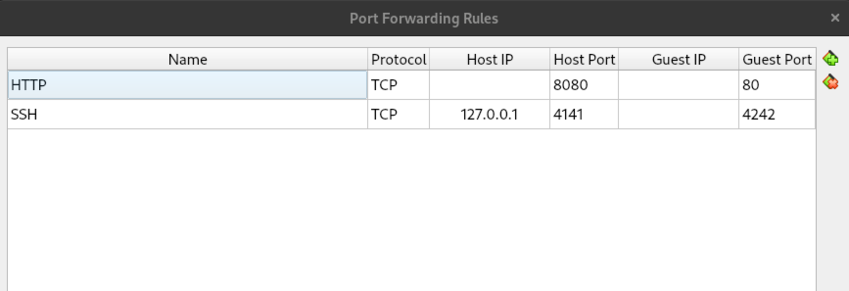 Port Forwarding Rules
Name Protocol Host IP Host Port Guest IP Guest Port
HTTP TCP 8080 80
SSH TCP 127.0.0.1 4141 4242